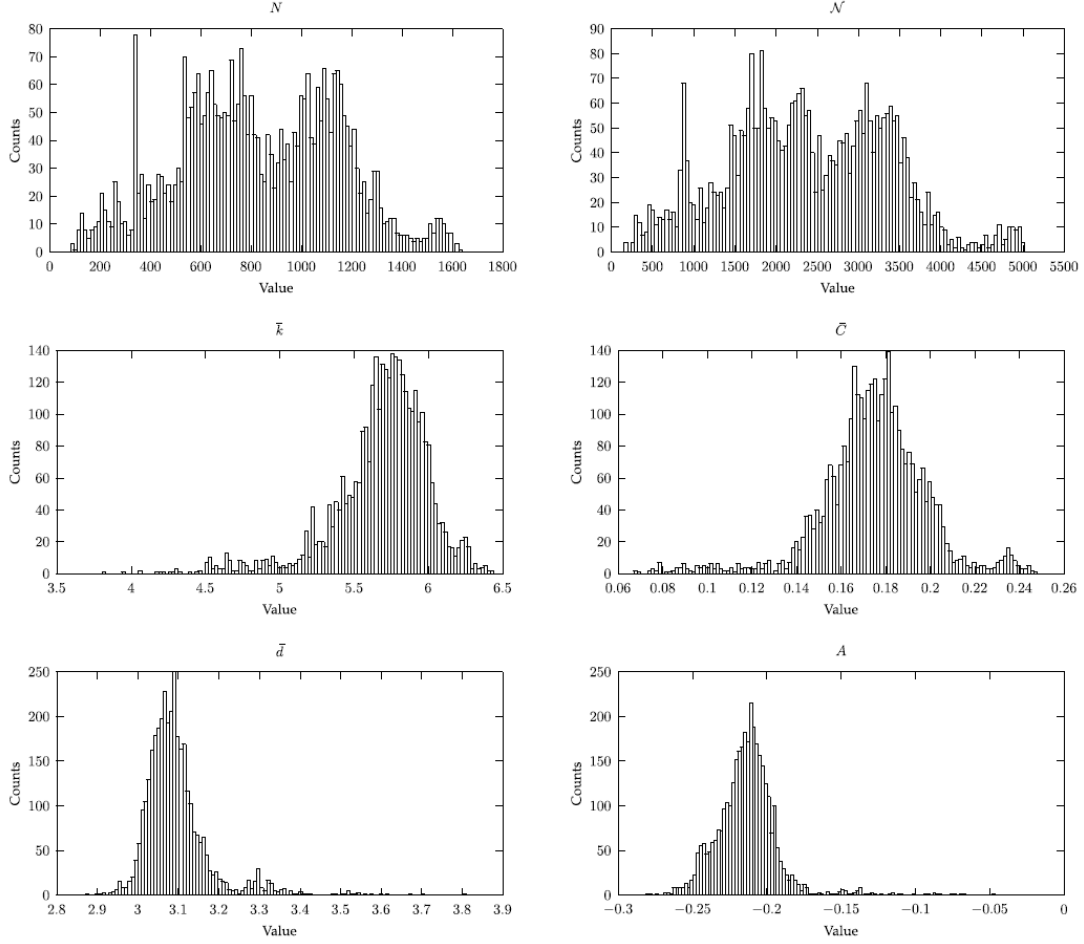 N
80
70
60
50
40
30
20
10
0
Counts
0 200 400 600 800 1000 1200 1400 1600 1800
Value
𝒩
90
80
70
60
50
40
30
20
10
0
Counts
0 500 1000 1500 2000 2500 3000 3500 4000 4500 5000 5500
Value
k̄
140
120
100
80
60
40
20
0
Counts
3.5 4 4.5 5 5.5 6 6.5
Value
C̄
140
120
100
80
60
40
20
0
Counts
0.06 0.08 0.1 0.12 0.14 0.16 0.18 0.2 0.22 0.24 0.26
Value
d̄
250
200
150
100
50
0
Counts
2.8 2.9 3 3.1 3.2 3.3 3.4 3.5 3.6 3.7 3.8 3.9
Value
A
250
200
150
100
50
0
Counts
−0.3 −0.25 −0.2 −0.15 −0.1 −0.05 0
Value